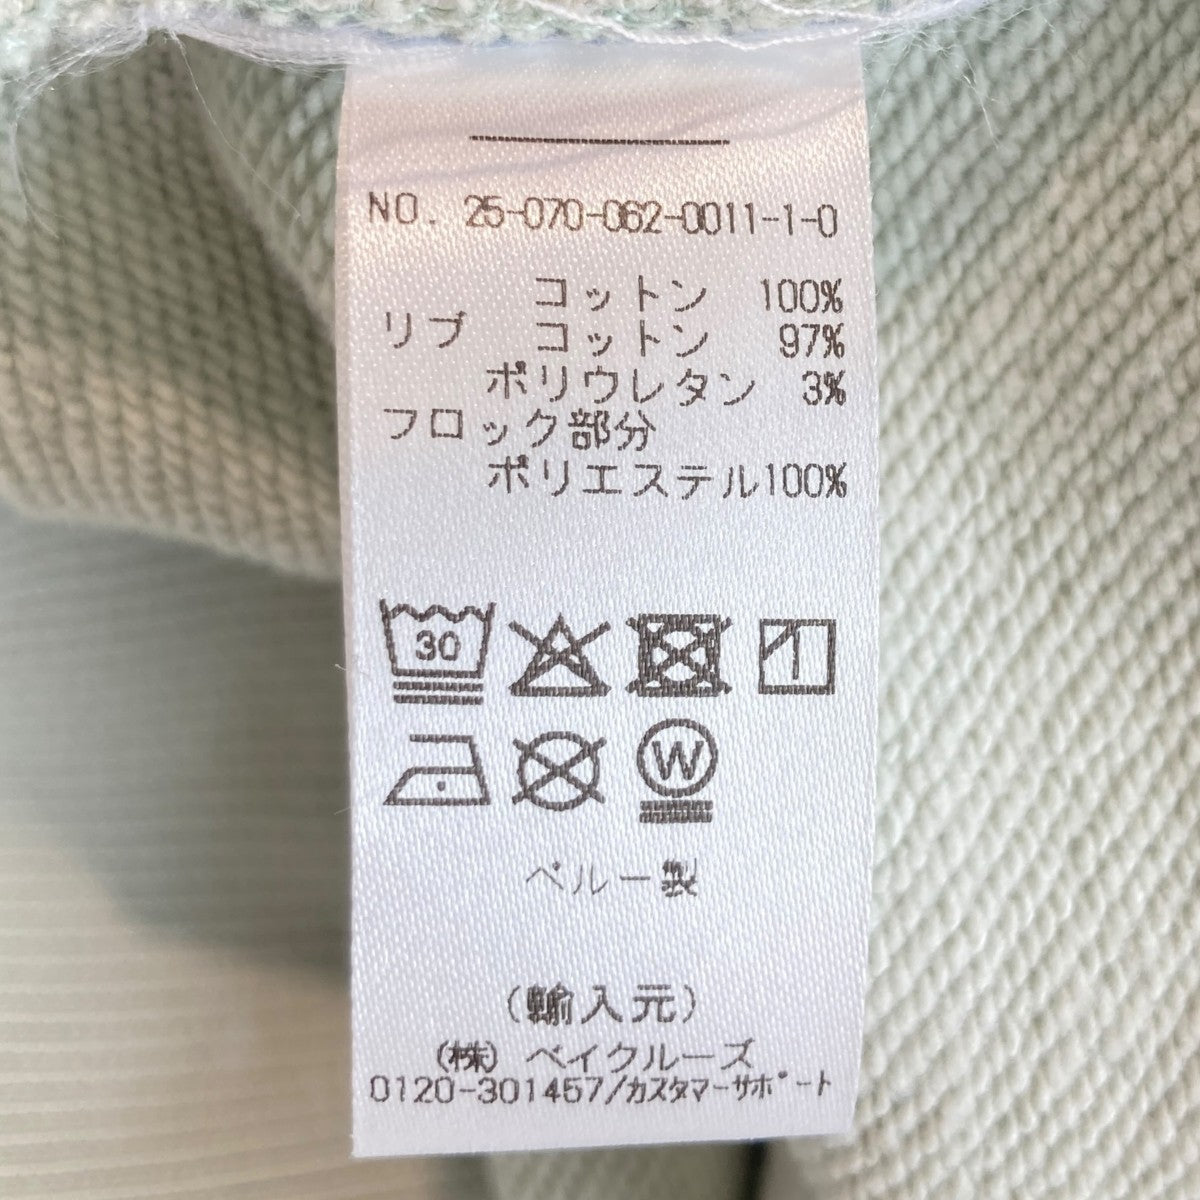 NO. 25-070-062-0011-1-0
コットン 100%
リブ コットン 97%
ポリウレタン 3%
フロック部分
ポリエステル100%
30
W
ペルー製
(輸入元)
(株) ベイクルーズ
0120-301457/カスタマーサポート